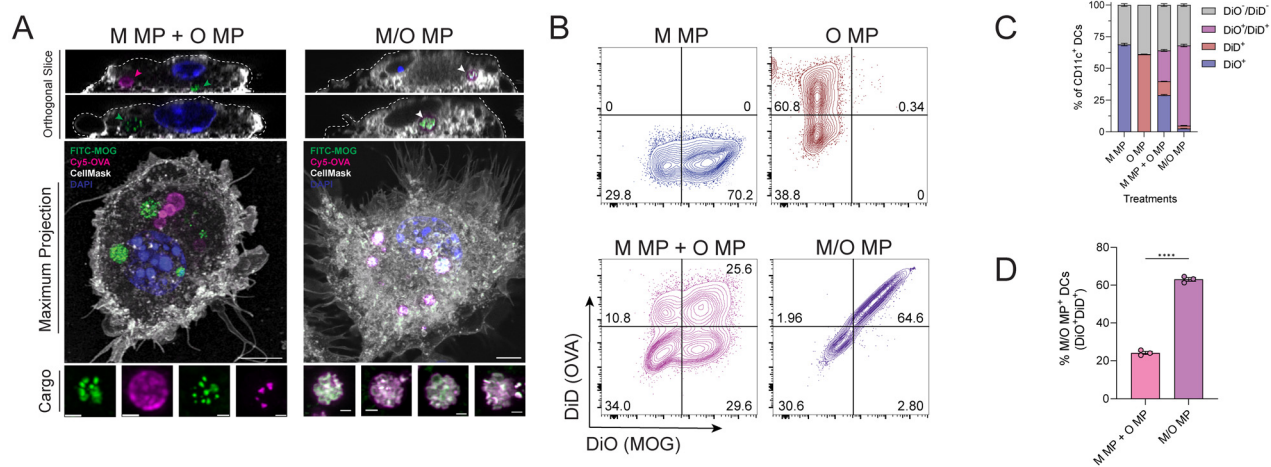 A
M MP + O MP
M/O MP
Orthogonal Slice
FITC-MOG
Cy5-OVA
CellMask
DAPI
FITC-MOG
Cy5-OVA
CellMask
DAPI
Maximum Projection
Cargo
B
M MP
O MP
0
0
29.8
70.2
60.8
0.34
38.8
0
M MP + O MP
M/O MP
25.6
10.8
34.0
29.6
1.96
64.6
30.6
2.80
DiD (OVA)
DiO (MOG)
C
100
75
50
25
0
% of CD11c⁺ DCs
M MP
O MP
M MP + O MP
M/O MP
Treatments
DiO⁻/DiD⁻
DiO⁺/DiD⁺
DiD⁺
DiO⁺
D
80
60
40
20
0
% M/O MP⁺ DCs
(DiO⁺DiD⁺)
****
M MP + O MP
M/O MP